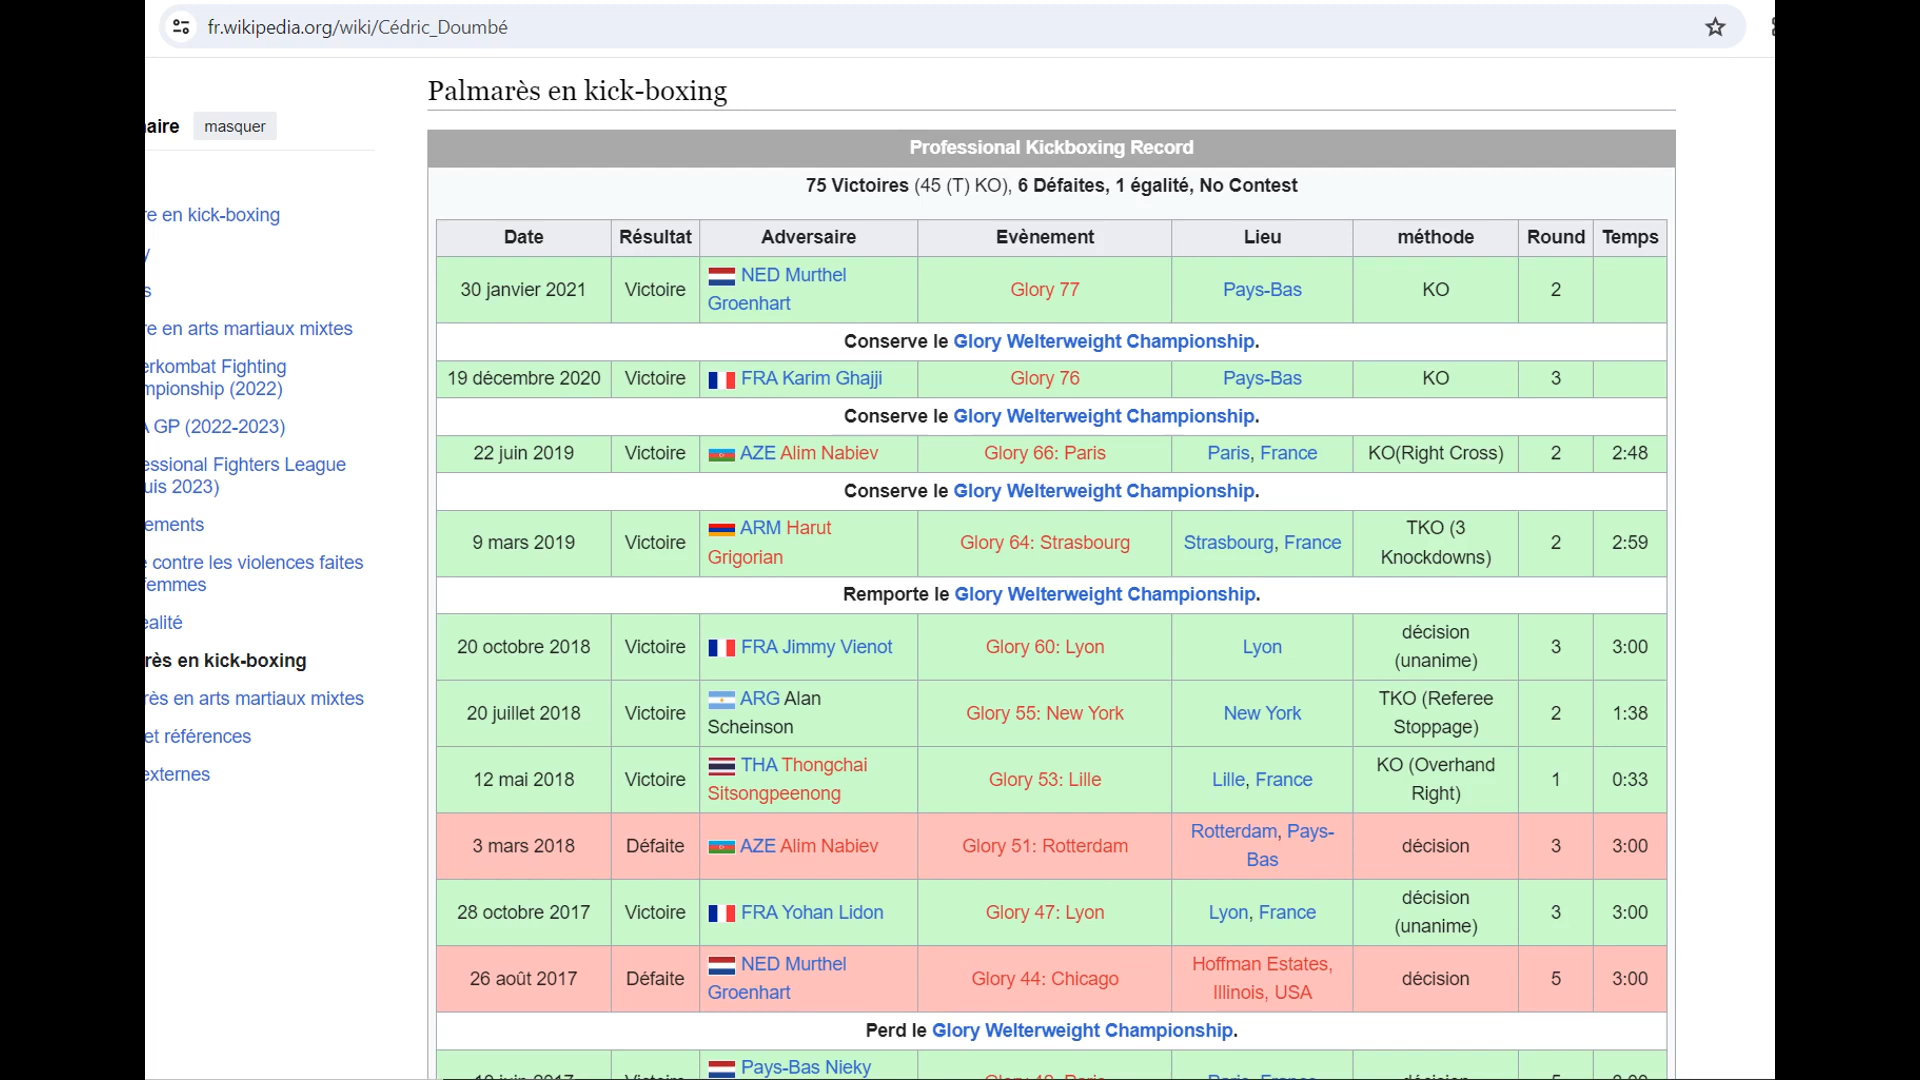 fr.wikipedia.org/wiki/Cédric_Doumbé
aire masquer
e en kick-boxing
y
s
e en arts martiaux mixtes
erkombat Fighting
mpionship (2022)
GP (2022-2023)
essional Fighters League
uis 2023)
ements
contre les violences faites
femmes
ealité
rès en kick-boxing
rès en arts martiaux mixtes
et références
externes
Palmarès en kick-boxing
Professional Kickboxing Record
75 Victoires (45 (T) KO), 6 Défaites, 1 égalité, No Contest
Date Résultat Adversaire Evènement Lieu méthode Round Temps
30 janvier 2021 Victoire NED Murthel Groenhart Glory 77 Pays-Bas KO 2
Conserve le Glory Welterweight Championship.
19 décembre 2020 Victoire FRA Karim Ghajji Glory 76 Pays-Bas KO 3
Conserve le Glory Welterweight Championship.
22 juin 2019 Victoire AZE Alim Nabiev Glory 66: Paris Paris, France KO(Right Cross) 2 2:48
Conserve le Glory Welterweight Championship.
9 mars 2019 Victoire ARM Harut Grigorian Glory 64: Strasbourg Strasbourg, France TKO (3 Knockdowns) 2 2:59
Remporte le Glory Welterweight Championship.
20 octobre 2018 Victoire FRA Jimmy Vienot Glory 60: Lyon Lyon décision (unanime) 3 3:00
20 juillet 2018 Victoire ARG Alan Scheinson Glory 55: New York New York TKO (Referee Stoppage) 2 1:38
12 mai 2018 Victoire THA Thongchai Sitsongpeenong Glory 53: Lille Lille, France KO (Overhand Right) 1 0:33
3 mars 2018 Défaite AZE Alim Nabiev Glory 51: Rotterdam Rotterdam, Pays-Bas décision 3 3:00
28 octobre 2017 Victoire FRA Yohan Lidon Glory 47: Lyon Lyon, France décision (unanime) 3 3:00
26 août 2017 Défaite NED Murthel Groenhart Glory 44: Chicago Hoffman Estates, Illinois, USA décision 5 3:00
Perd le Glory Welterweight Championship.
Pays-Bas Nieky